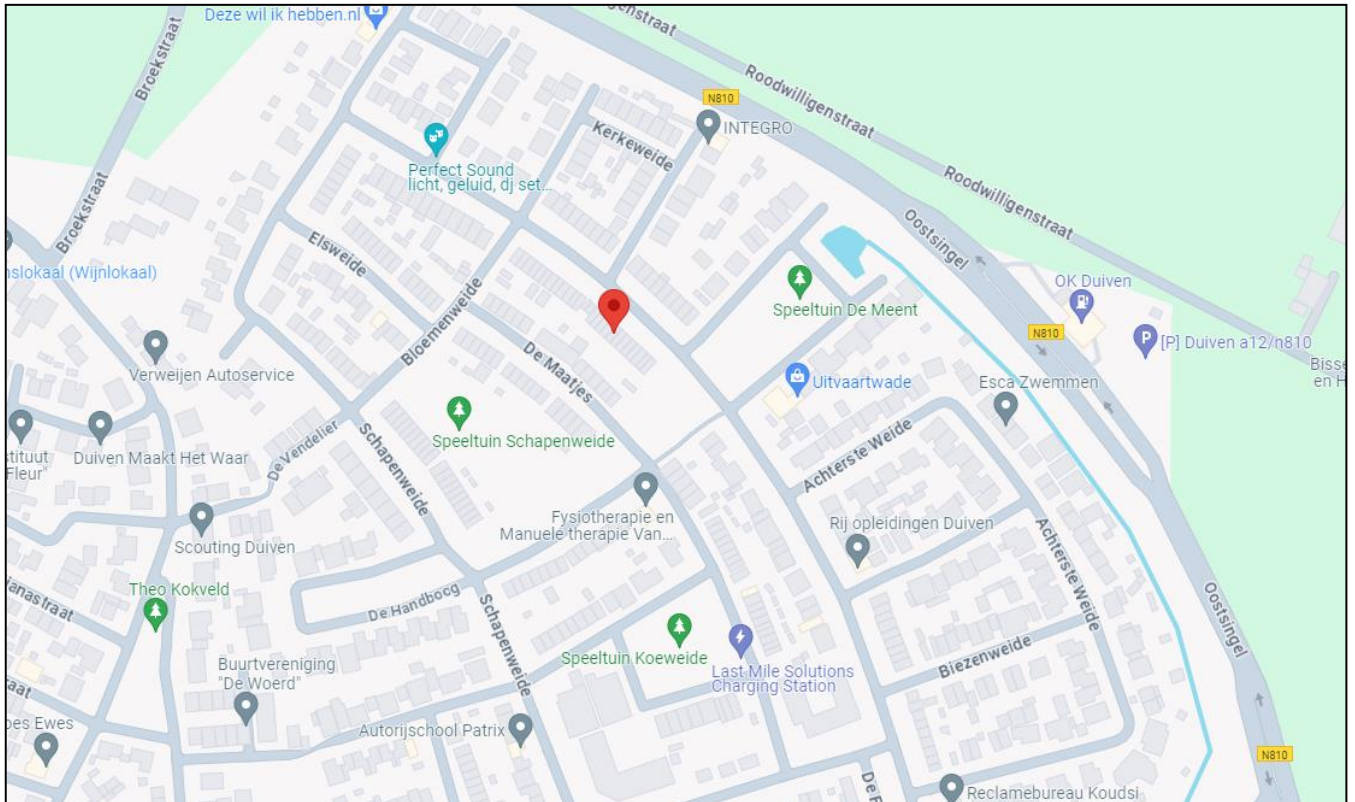 Deze wil ik hebben.nl
Broekstraat
Roodwilligenstraat
N810
INTEGRO
Kerkeweide
Perfect Sound
licht, geluid, dj set...
Roodwilligenstraat
Broekstraat
Oostsingel
Elsweide
(Wijnlokaal)
OK Duiven
Speeltuin De Meent
Bloemenweide
N810
[P] Duiven a12/n810
De Maatjes
Verweijen Autoservice
Uitvaartwade
Esca Zwemmen
Speeltuin Schapenweide
De Vendelier
Schapenweide
Achterste Weide
Duiven Maakt Het Waar
Fleur"
Fysiotherapie en
Manuele therapie Van...
Rij opleidingen Duiven
Scouting Duiven
Achterste Weide
Theo Kokveld
De Handboog
Schapenweide
Oostsingel
Speeltuin Koeweide
Biezenweide
Buurtvereniging
"De Woerd"
Last Mile Solutions
Charging Station
Autorijschool Patrix
Ewes
N810
Reclamebureau Koudsi